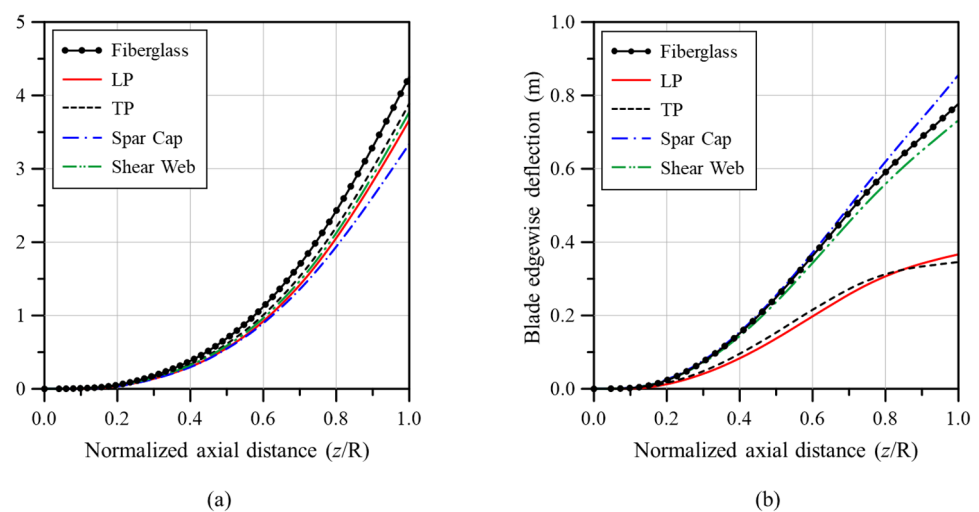 5
4
3
2
1
0
0.0
0.2
0.4
0.6
0.8
1.0
Fiberglass
LP
TP
Spar Cap
Shear Web
Normalized axial distance (z/R)
(a)
Blade edgewise deflection (m)
1.0
0.8
0.6
0.4
0.2
0.0
0.0
0.2
0.4
0.6
0.8
1.0
Fiberglass
LP
TP
Spar Cap
Shear Web
Normalized axial distance (z/R)
(b)